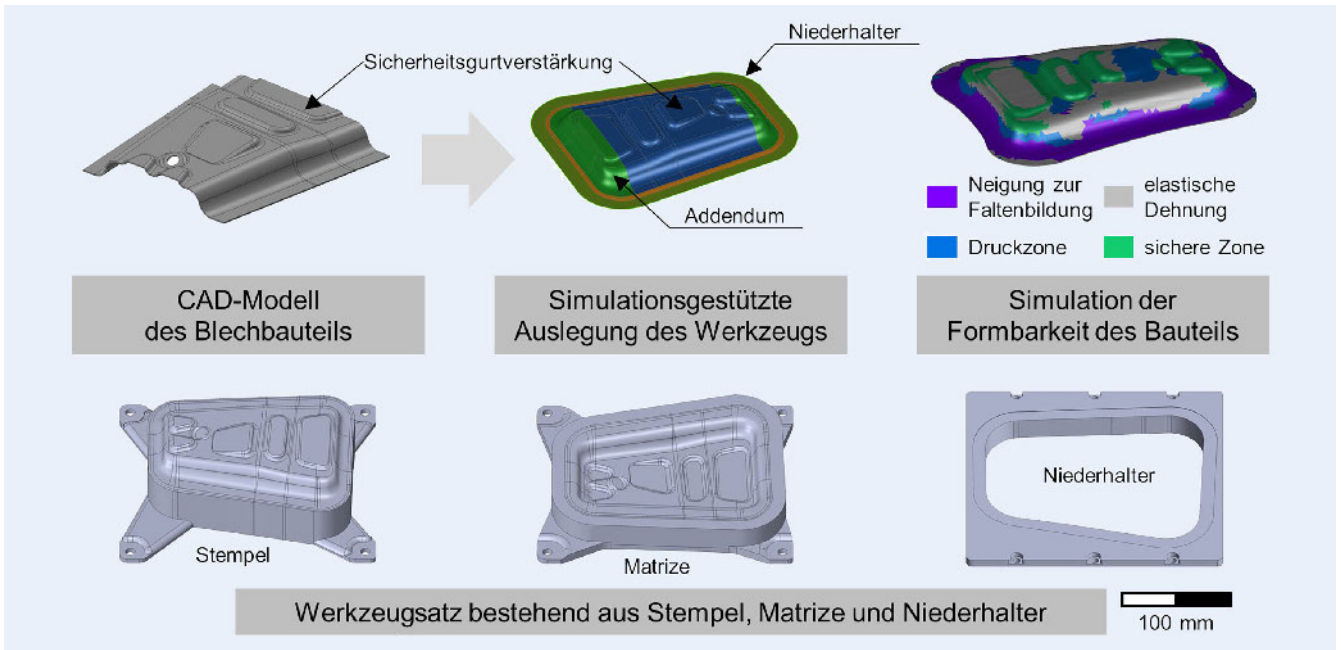 Niederhalter
Sicherheitsgurtverstärkung
Addendum
Neigung zur
Faltenbildung
elastische
Dehnung
Druckzone
sichere Zone
CAD-Modell
des Blechbauteils
Simulationsgestützte
Auslegung des Werkzeugs
Simulation der
Formbarkeit des Bauteils
Stempel
Matrize
Niederhalter
Werkzeugsatz bestehend aus Stempel, Matrize und Niederhalter
100 mm